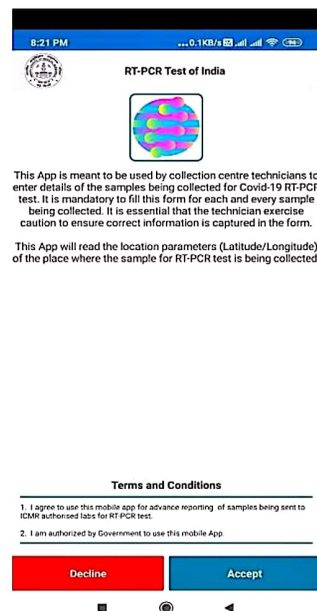 8:21 PM
...0.1KB/s
RT-PCR Test of India
This App is meant to be used by collection centre technicians to
enter details of the samples being collected for Covid-19 RT-PCR
test. It is mandatory to fill this form for each and every sample
being collected. It is essential that the technician exercise
caution to ensure correct information is captured in the form.
This App will read the location parameters (Latitude/Longitude)
of the place where the sample for RT-PCR test is being collected
Terms and Conditions
1. I agree to use this mobile app for advance reporting of samples being sent to
ICMR authorised labs for RT-PCR test.
2. I am authorized by Government to use this mobile App.
Decline
Accept